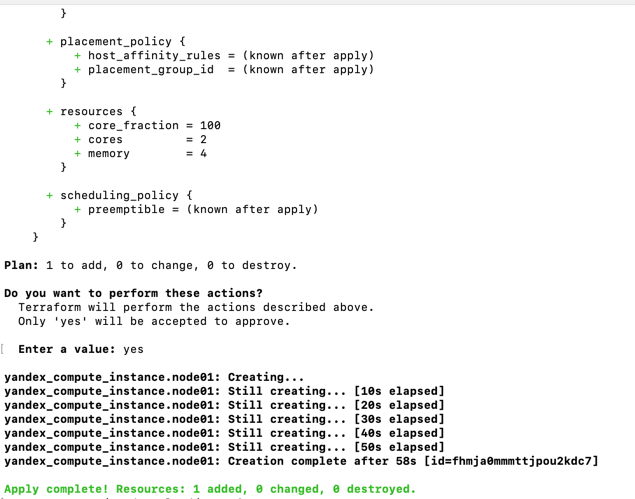 }
+ placement_policy {
+ host_affinity_rules = (known after apply)
+ placement_group_id  = (known after apply)
}
+ resources {
+ core_fraction = 100
+ cores         = 2
+ memory        = 4
}
+ scheduling_policy {
+ preemptible = (known after apply)
}
}
Plan: 1 to add, 0 to change, 0 to destroy.
Do you want to perform these actions?
Terraform will perform the actions described above.
Only 'yes' will be accepted to approve.
[  Enter a value: yes
yandex_compute_instance.node01: Creating...
yandex_compute_instance.node01: Still creating... [10s elapsed]
yandex_compute_instance.node01: Still creating... [20s elapsed]
yandex_compute_instance.node01: Still creating... [30s elapsed]
yandex_compute_instance.node01: Still creating... [40s elapsed]
yandex_compute_instance.node01: Still creating... [50s elapsed]
yandex_compute_instance.node01: Creation complete after 58s [id=fhmja0mmmttjpou2kdc7]
Apply complete! Resources: 1 added, 0 changed, 0 destroyed.